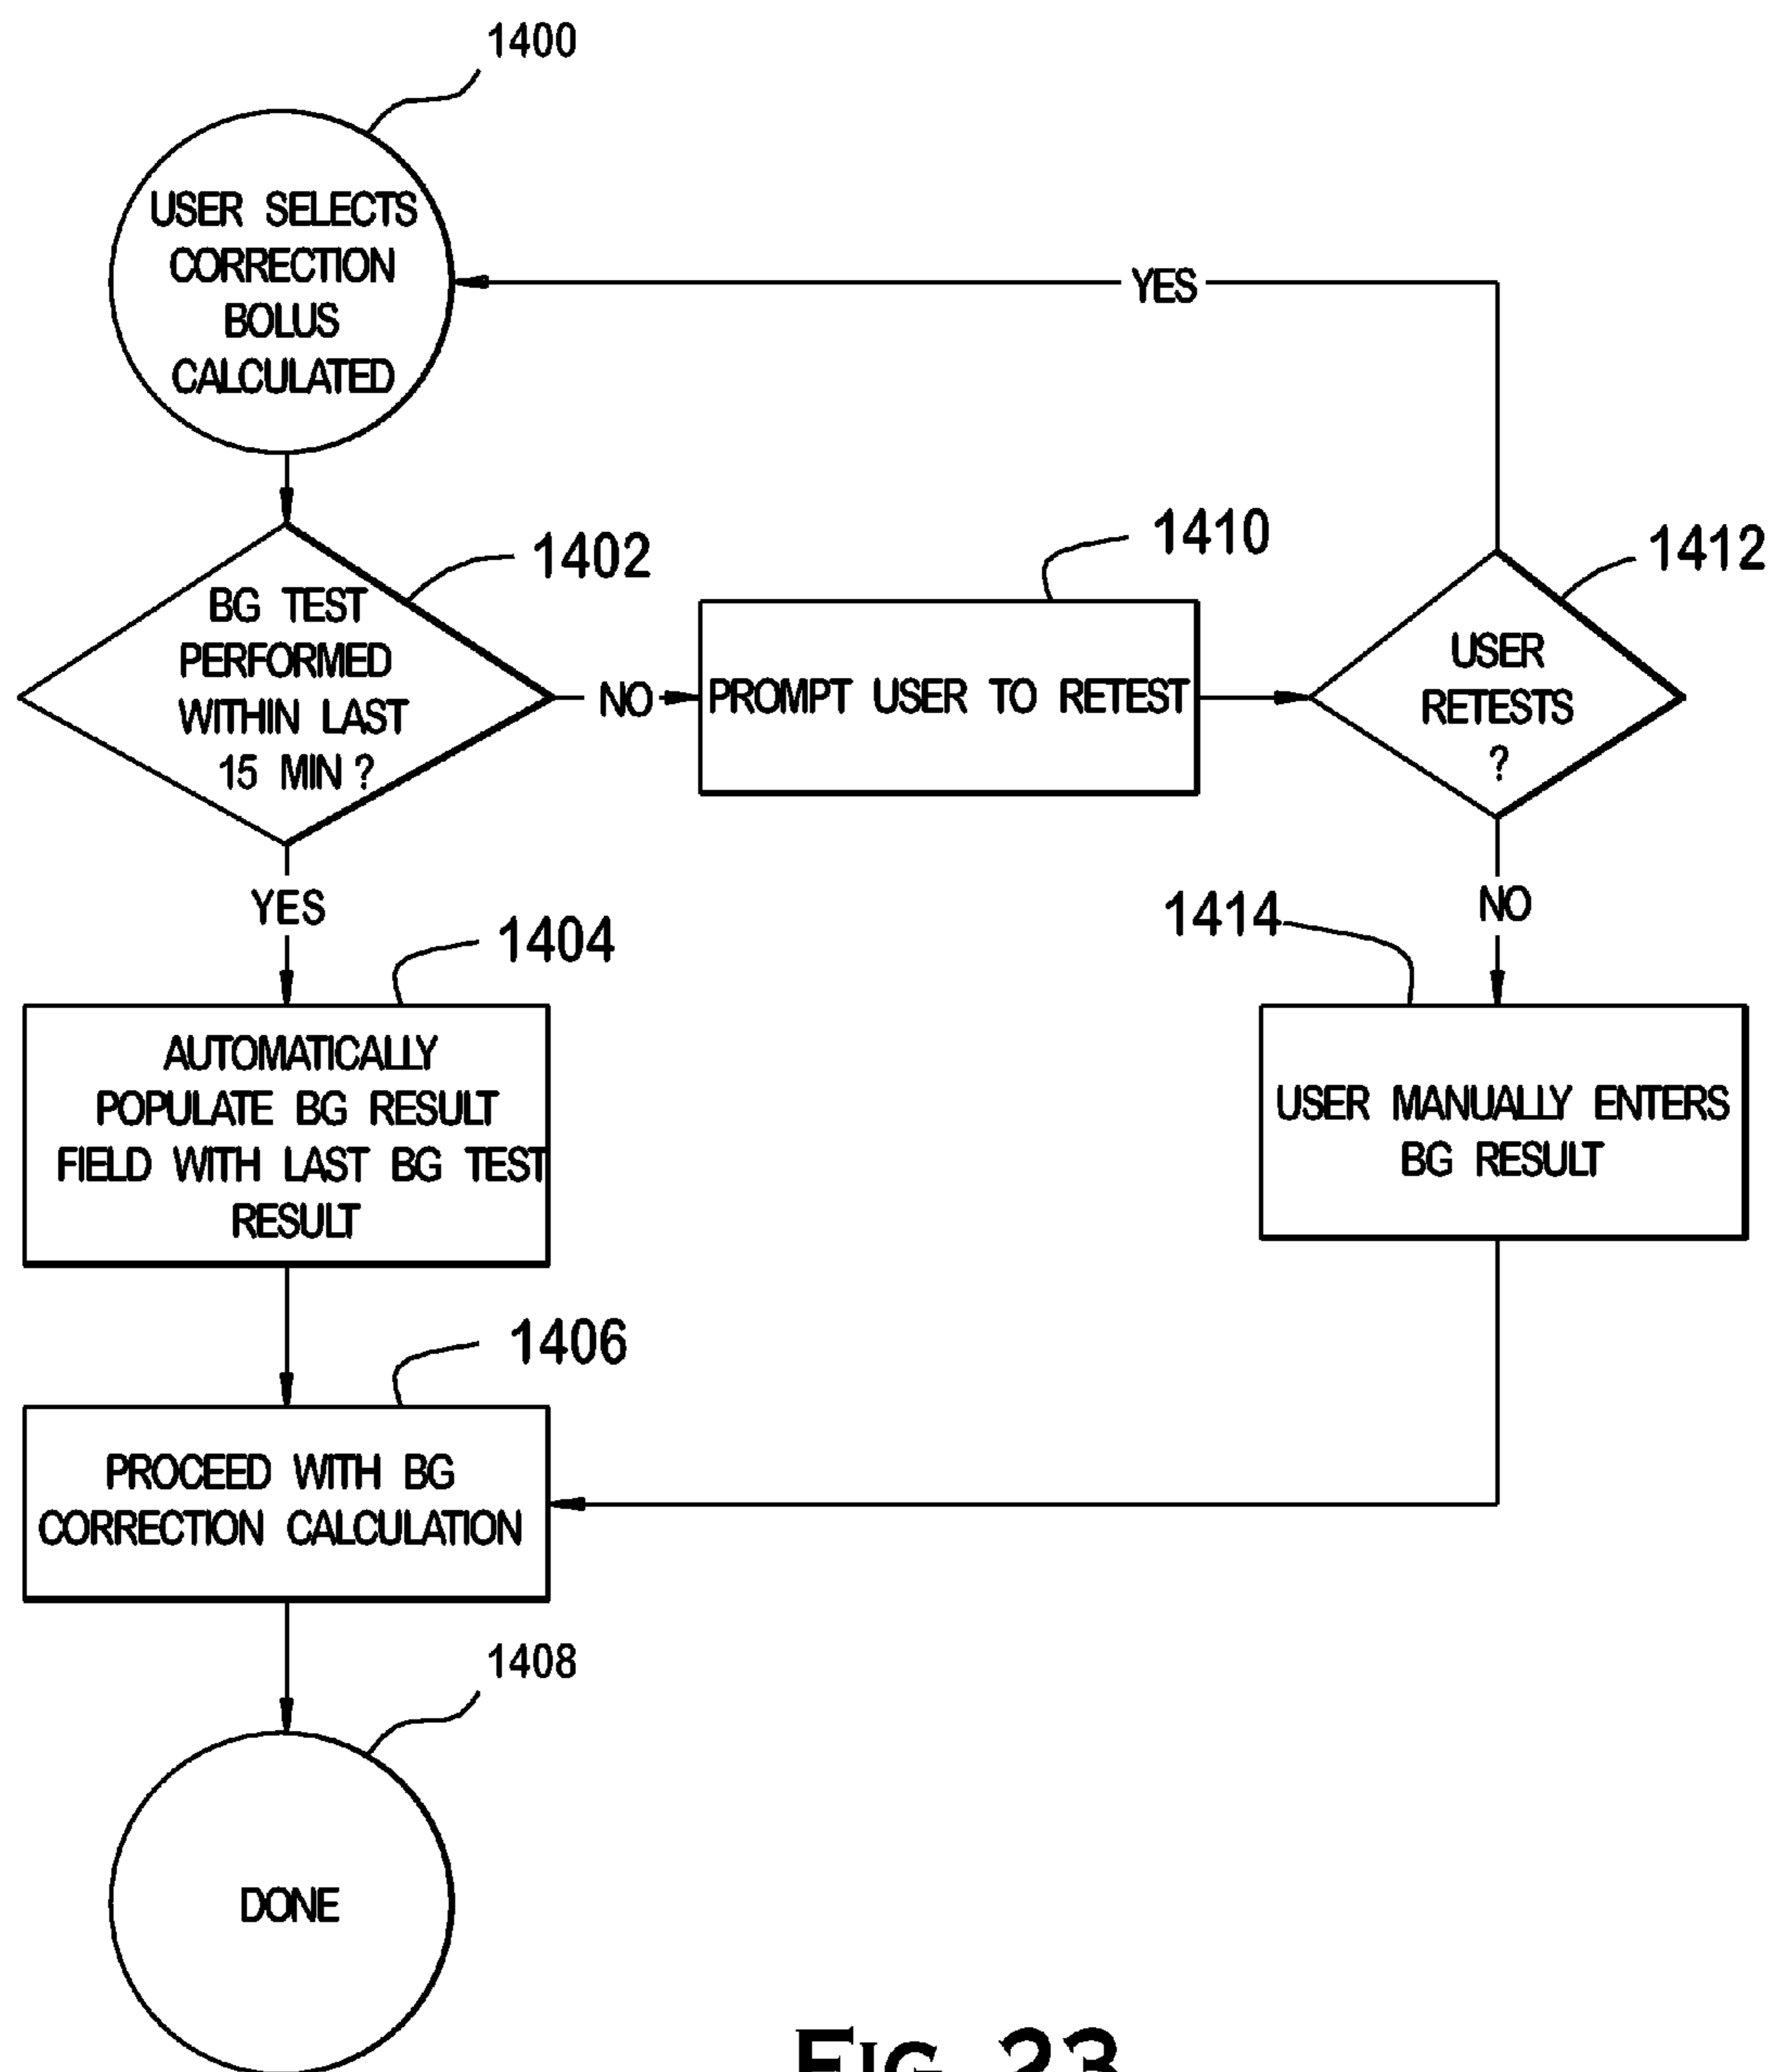 1400
USER SELECTS
CORRECTION
BOLUS
CALCULATED
YES
1402
BG TEST
PERFORMED
WITHIN LAST
15 MIN ?
NO
1410
PROMPT USER TO RETEST
1412
USER
RETESTS
?
YES
NO
1404
AUTOMATICALLY
POPULATE BG RESULT
FIELD WITH LAST BG TEST
RESULT
1414
USER MANUALLY ENTERS
BG RESULT
1406
PROCEED WITH BG
CORRECTION CALCULATION
1408
DONE
FIG. 23